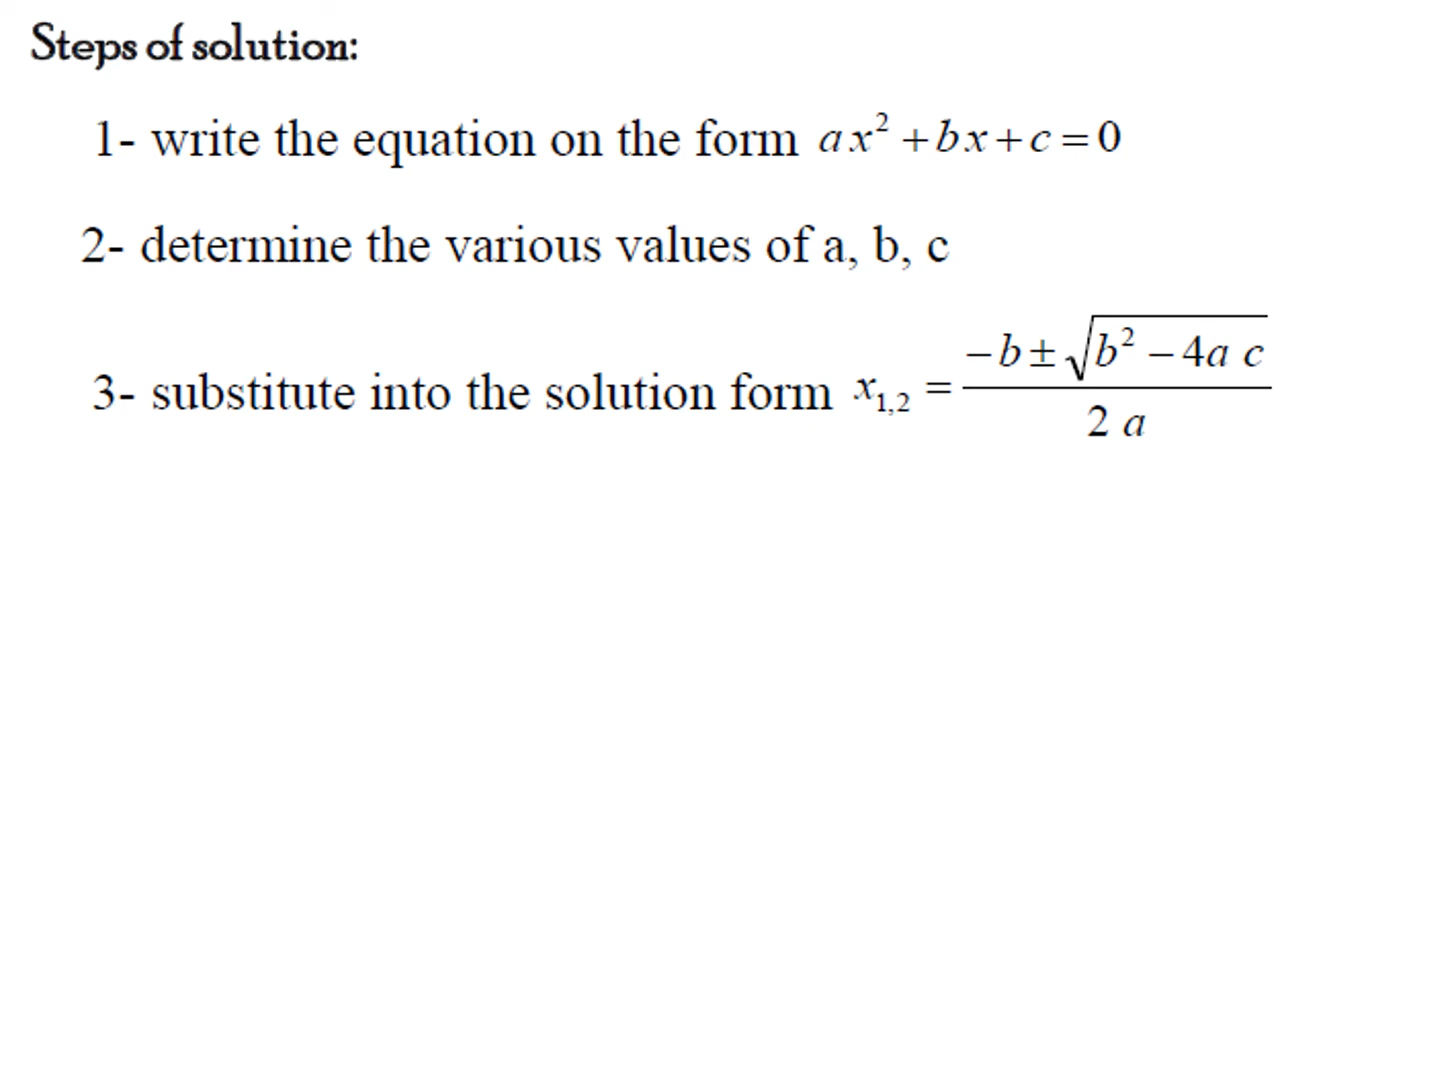 Steps of solution:
1- write the equation on the form ax² + bx + c = 0
2- determine the various values of a, b, c
3- substitute into the solution form x₁,₂ = (−b ± √(b² − 4a c)) / (2 a)